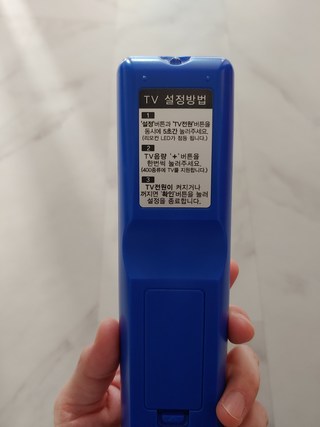 TV 설정방법
1
'설정'버튼과 'TV전원'버튼을
동시에 5초간 눌러주세요.
(리모컨 LED가 점등 됩니다.)
2
TV음량 '+'버튼을
한번씩 눌러주세요.
(400종류에 TV를 지원합니다.)
3
TV전원이 켜지거나
꺼지면 '확인'버튼을 눌러
설정을 종료합니다.